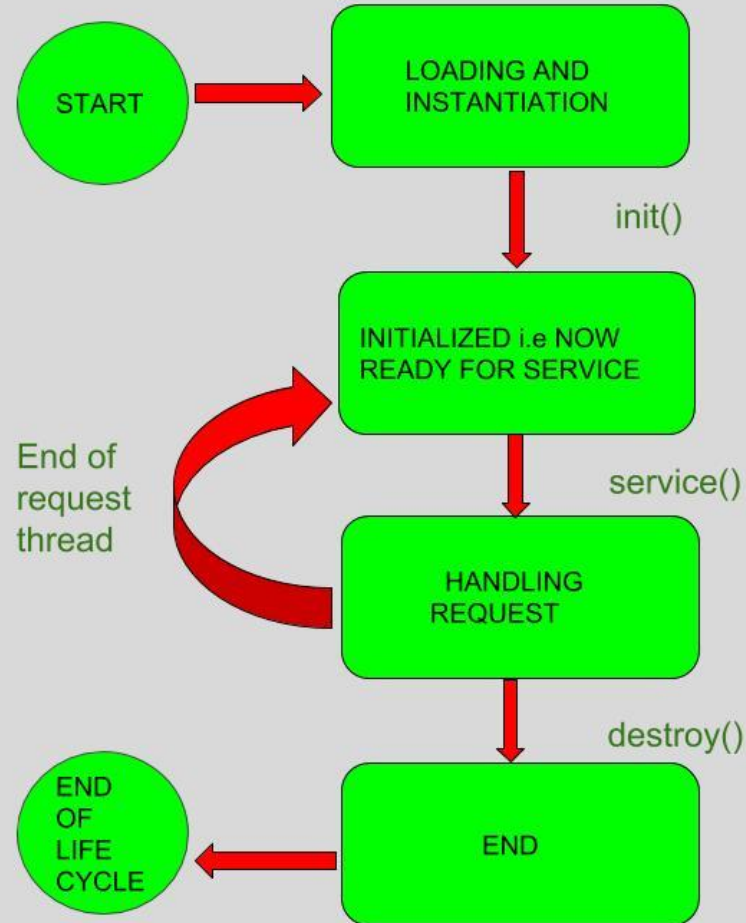 START
LOADING AND
INSTANTIATION
init()
INITIALIZED i.e NOW
READY FOR SERVICE
End of
request
thread
service()
HANDLING
REQUEST
destroy()
END
OF
LIFE
CYCLE
END